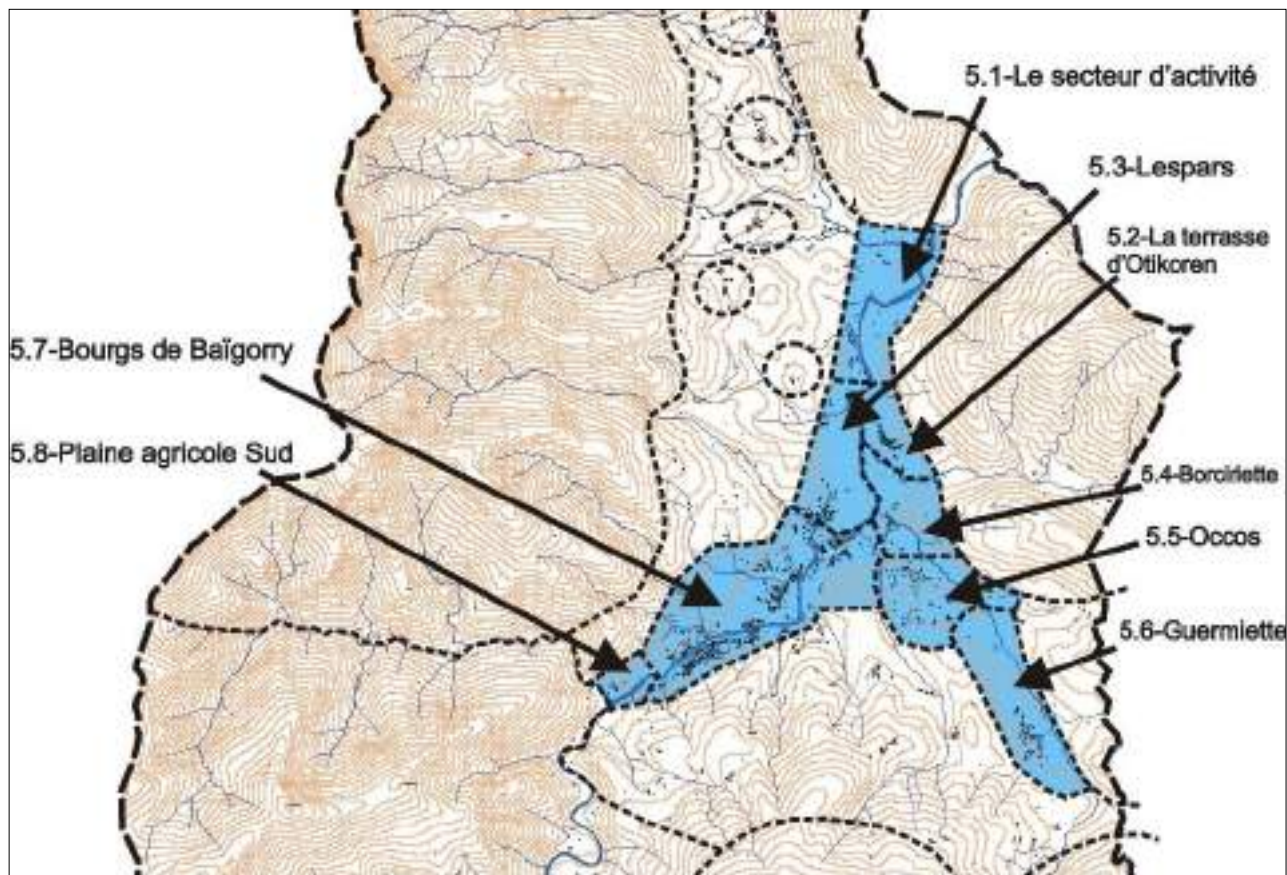 5.1-Le secteur d'activité
5.3-Lespars
5.2-La terrasse
d'Otikoren
5.7-Bourgs de Baïgorry
5.8-Plaine agricole Sud
5.4-Borciriette
5.5-Occos
5.6-Guermiette